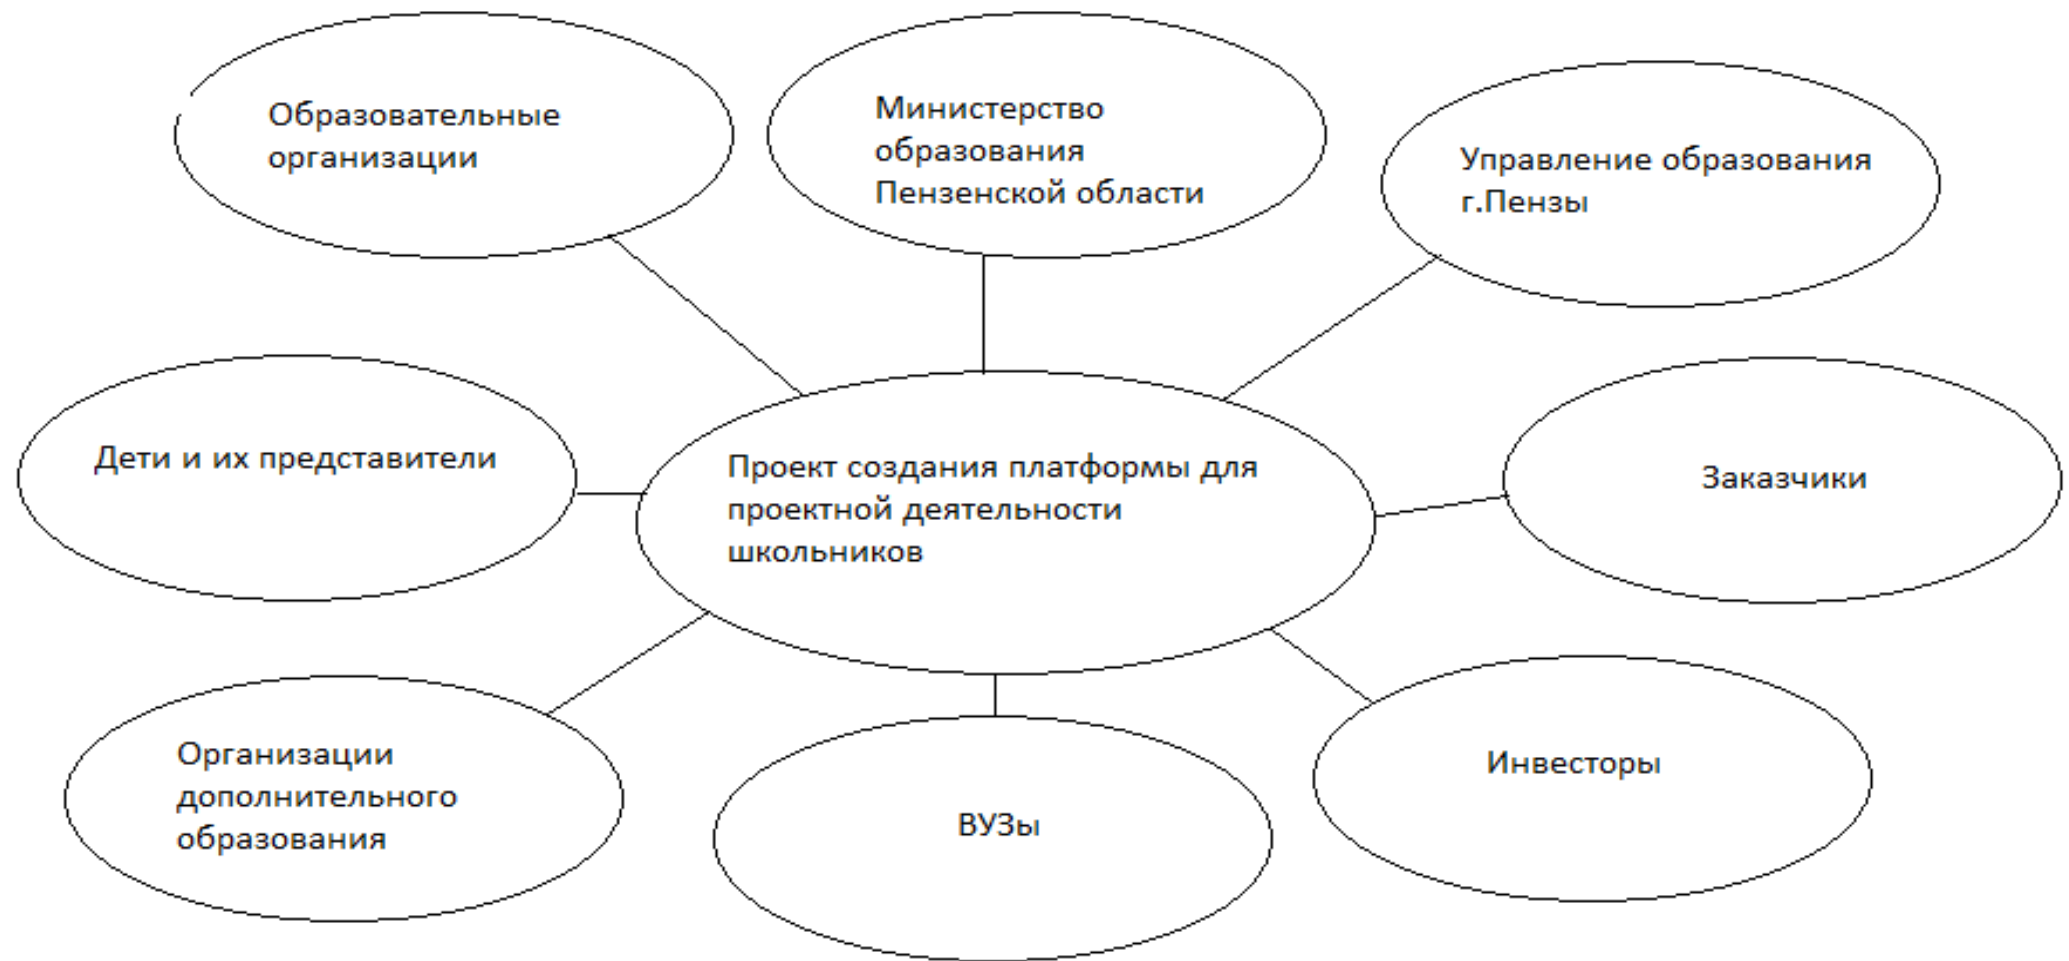 Образовательные
организации
Министерство
образования
Пензенской области
Управление образования
г.Пензы
Дети и их представители
Проект создания платформы для
проектной деятельности
школьников
Заказчики
Организации
дополнительного
образования
ВУЗы
Инвесторы